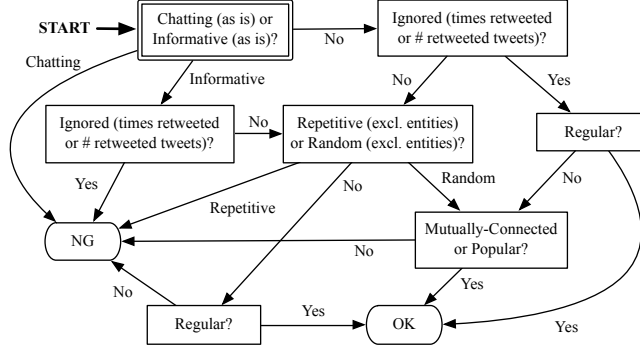 START
Chatting (as is) or
Informative (as is)?
No
Ignored (times retweeted
or # retweeted tweets)?
Chatting
Informative
No
Yes
Ignored (times retweeted
or # retweeted tweets)?
No
Repetitive (excl. entities)
or Random (excl. entities)?
Regular?
Yes
No
Random
No
Repetitive
NG
No
Mutually-Connected
or Popular?
No
Yes
Regular?
Yes
OK
Yes